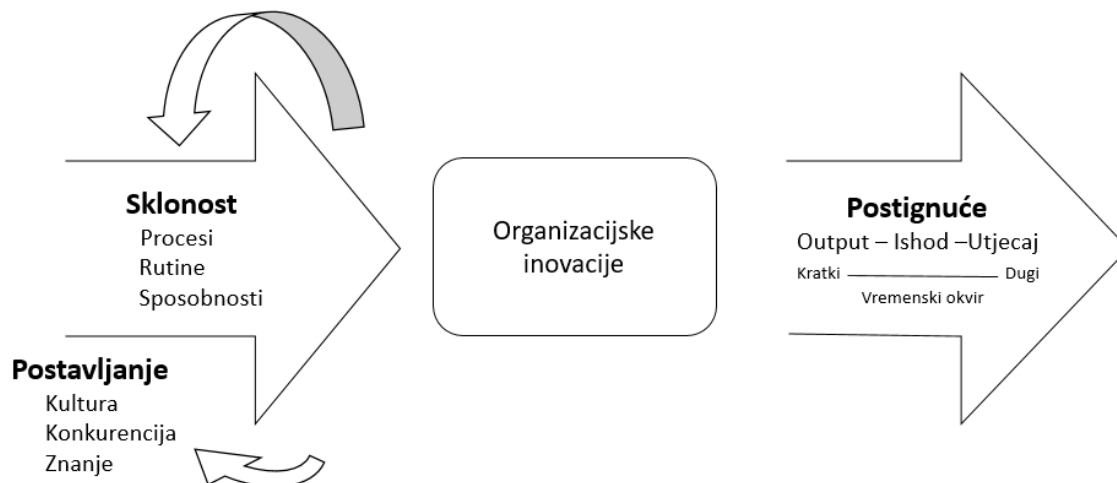 Sklonost
Procesi
Rutine
Sposobnosti
Postavljanje
Kultura
Konkurencija
Znanje
Organizacijske
inovacije
Postignuće
Output – Ishod –Utjecaj
Kratki Dugi
Vremenski okvir